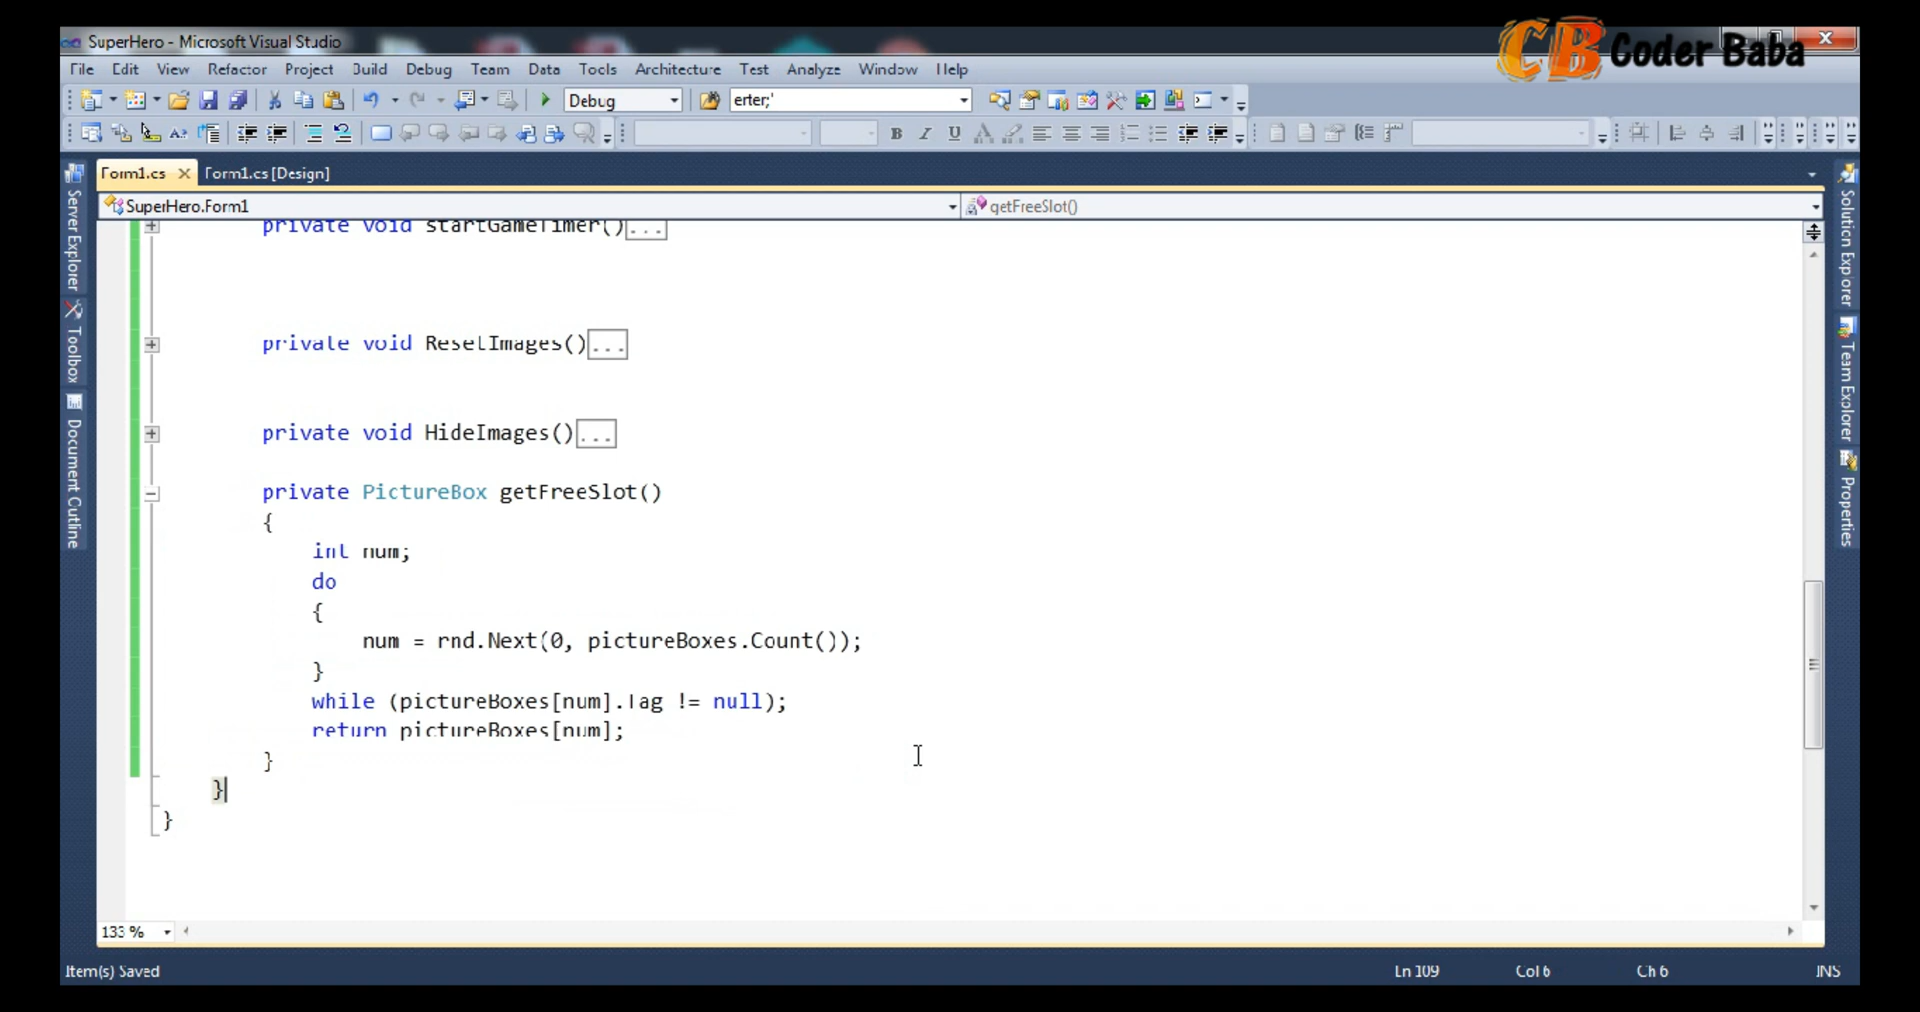 SuperHero - Microsoft Visual Studio
CB Coder Baba
File Edit View Refactor Project Build Debug Team Data Tools Architecture Test Analyze Window Help
Debug erter;'
Form1.cs Form1.cs [Design]
SuperHero.Form1 getFreeSlot()
private void startGameTimer()...
private void ResetImages()...
private void HideImages()...
private PictureBox getFreeSlot()
{
int num;
do
{
num = rnd.Next(0, pictureBoxes.Count());
}
while (pictureBoxes[num].Tag != null);
return pictureBoxes[num];
}
}
}
133 %
Item(s) Saved Ln 109 Col 6 Ch 6 INS
Server Explorer
Toolbox
Document Outline
Solution Explorer
Team Explorer
Properties